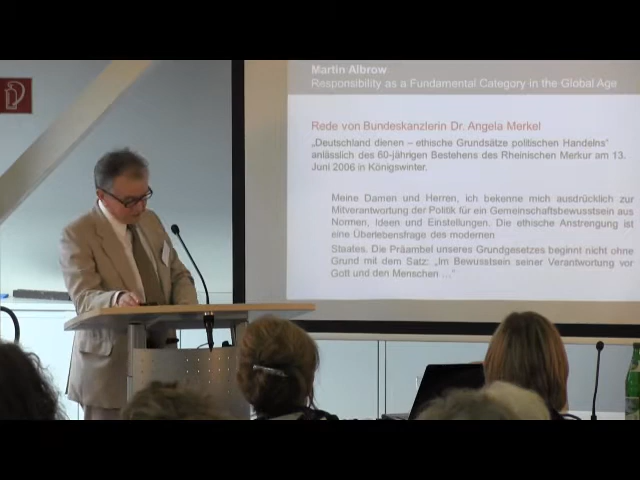 Martin Albrow
Responsibility as a Fundamental Category in the Global Age
Rede von Bundeskanzlerin Dr. Angela Merkel
„Deutschland dienen – ethische Grundsätze politischen Handelns"
anlässlich des 60-jährigen Bestehens des Rheinischen Merkur am 13.
Juni 2006 in Königswinter.
Meine Damen und Herren, ich bekenne mich ausdrücklich zur
Mitverantwortung der Politik für ein Gemeinschaftsbewusstsein aus
Normen, Ideen und Einstellungen. Die ethische Anstrengung ist
eine Überlebensfrage des modernen
Staates. Die Präambel unseres Grundgesetzes beginnt nicht ohne
Grund mit dem Satz: „Im Bewusstsein seiner Verantwortung vor
Gott und den Menschen …"